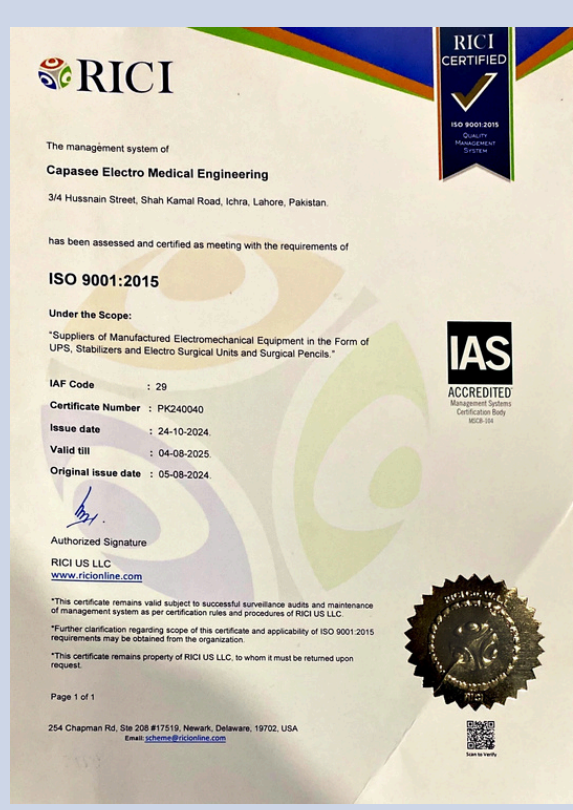 RICI
RICI
CERTIFIED
ISO 9001:2015
QUALITY
MANAGEMENT
SYSTEM
The management system of
Capasee Electro Medical Engineering
3/4 Hussnain Street, Shah Kamal Road, Ichra, Lahore, Pakistan.
has been assessed and certified as meeting with the requirements of
ISO 9001:2015
Under the Scope:
"Suppliers of Manufactured Electromechanical Equipment in the Form of
UPS, Stabilizers and Electro Surgical Units and Surgical Pencils."
IAS
ACCREDITED
Management Systems
Certification Body
MSCB-104
IAF Code : 29
Certificate Number : PK240040
Issue date : 24-10-2024.
Valid till : 04-08-2025.
Original issue date : 05-08-2024.
Authorized Signature
RICI US LLC
www.ricionline.com
*This certificate remains valid subject to successful surveillance audits and maintenance
of management system as per certification rules and procedures of RICI US LLC.
*Further clarification regarding scope of this certificate and applicability of ISO 9001:2015
requirements may be obtained from the organization.
*This certificate remains property of RICI US LLC, to whom it must be returned upon
request.
Page 1 of 1
254 Chapman Rd, Ste 208 #17519, Newark, Delaware, 19702, USA
Email: scheme@ricionline.com
Scan to Verify